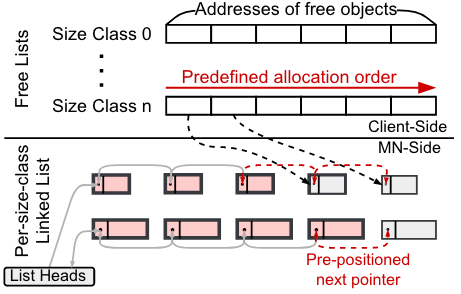 Addresses of free objects
Free Lists
Size Class 0
Predefined allocation order
Size Class n
Client-Side
MN-Side
Per-size-class
Linked List
List Heads
Pre-positioned
next pointer